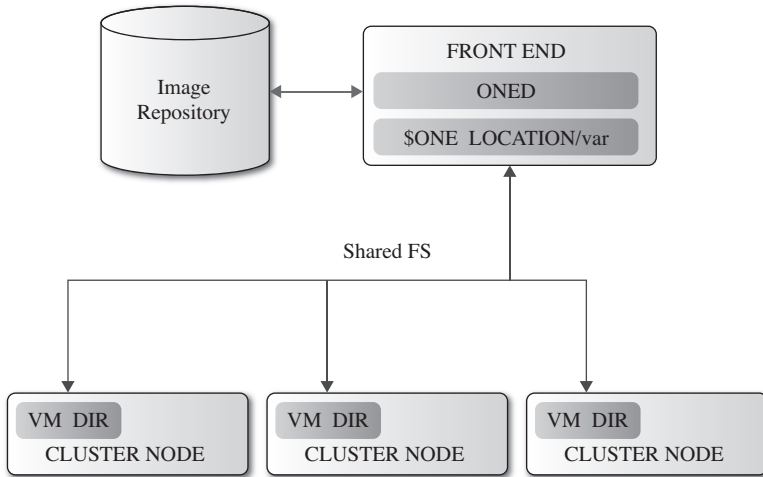 Image
Repository
FRONT END
ONED
$ONE LOCATION/var
Shared FS
VM DIR
CLUSTER NODE
VM DIR
CLUSTER NODE
VM DIR
CLUSTER NODE